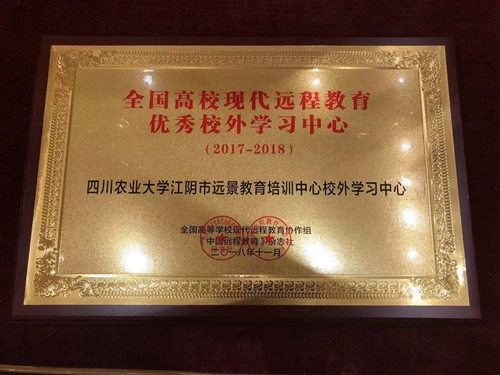 全国高校现代远程教育
优秀校外学习中心
(2017-2018)
四川农业大学江阴市远景教育培训中心校外学习中心
全国高等学校现代远程教育协作组
《中国远程教育》杂志社
二〇一八年十一月